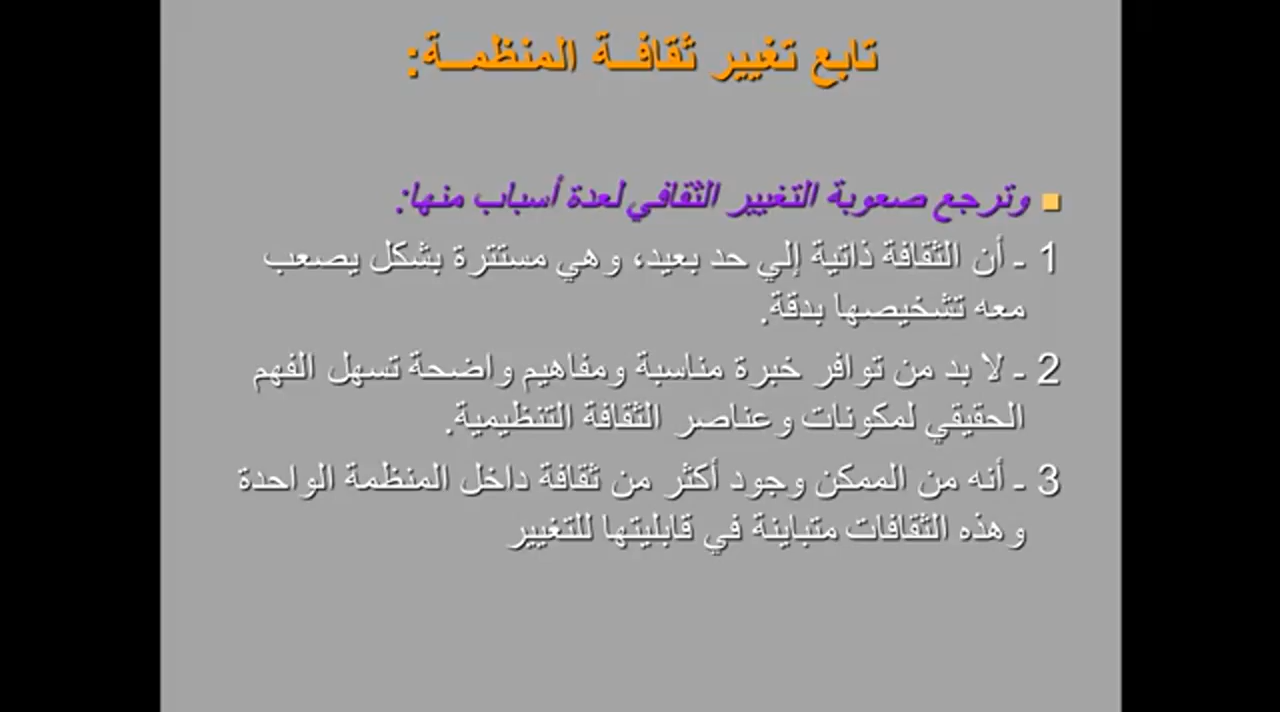 تابع تغيير ثقافــة المنظمــة:
وترجع صعوبة التغيير الثقافي لعدة أسباب منها:
1 ـ أن الثقافة ذاتية إلي حد بعيد، وهي مستترة بشكل يصعب
معه تشخيصها بدقة.
2 ـ لا بد من توافر خبرة مناسبة ومفاهيم واضحة تسهل الفهم
الحقيقي لمكونات وعناصر الثقافة التنظيمية.
3 ـ أنه من الممكن وجود أكثر من ثقافة داخل المنظمة الواحدة
وهذه الثقافات متباينة في قابليتها للتغيير